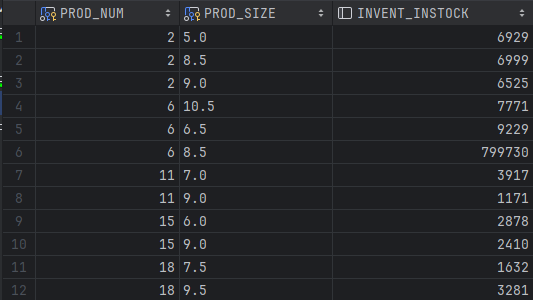 PROD_NUM PROD_SIZE INVENT_INSTOCK
1 2 5.0 6929
2 2 8.5 6999
3 2 9.0 6525
4 6 10.5 7771
5 6 6.5 9229
6 6 8.5 799730
7 11 7.0 3917
8 11 9.0 1171
9 15 6.0 2878
10 15 9.0 2410
11 18 7.5 1632
12 18 9.5 3281